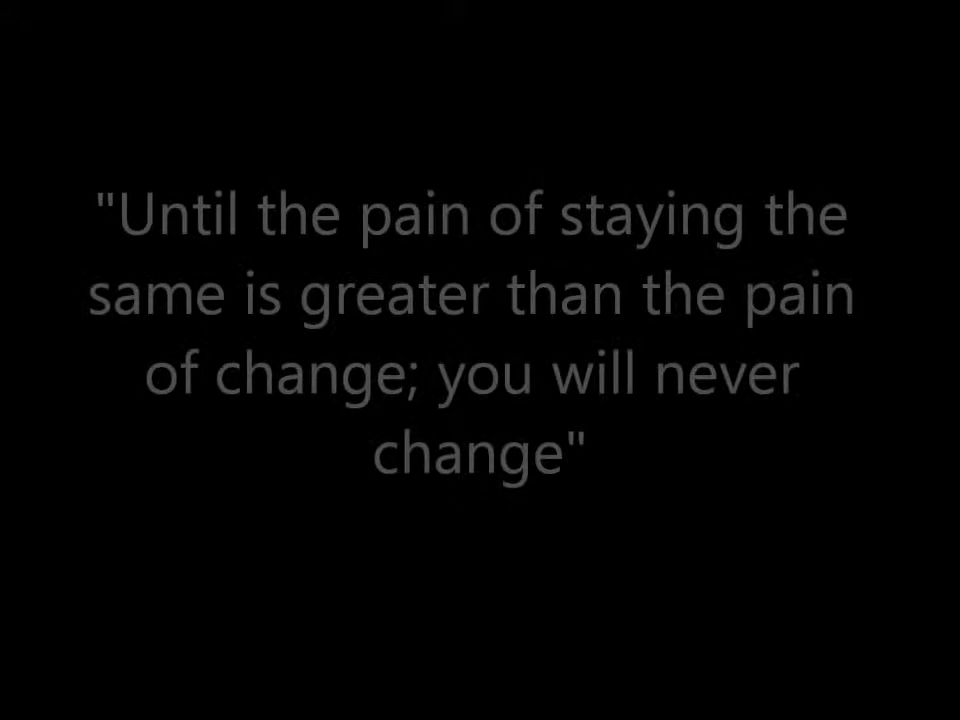 "Until the pain of staying the
same is greater than the pain
of change; you will never
change"